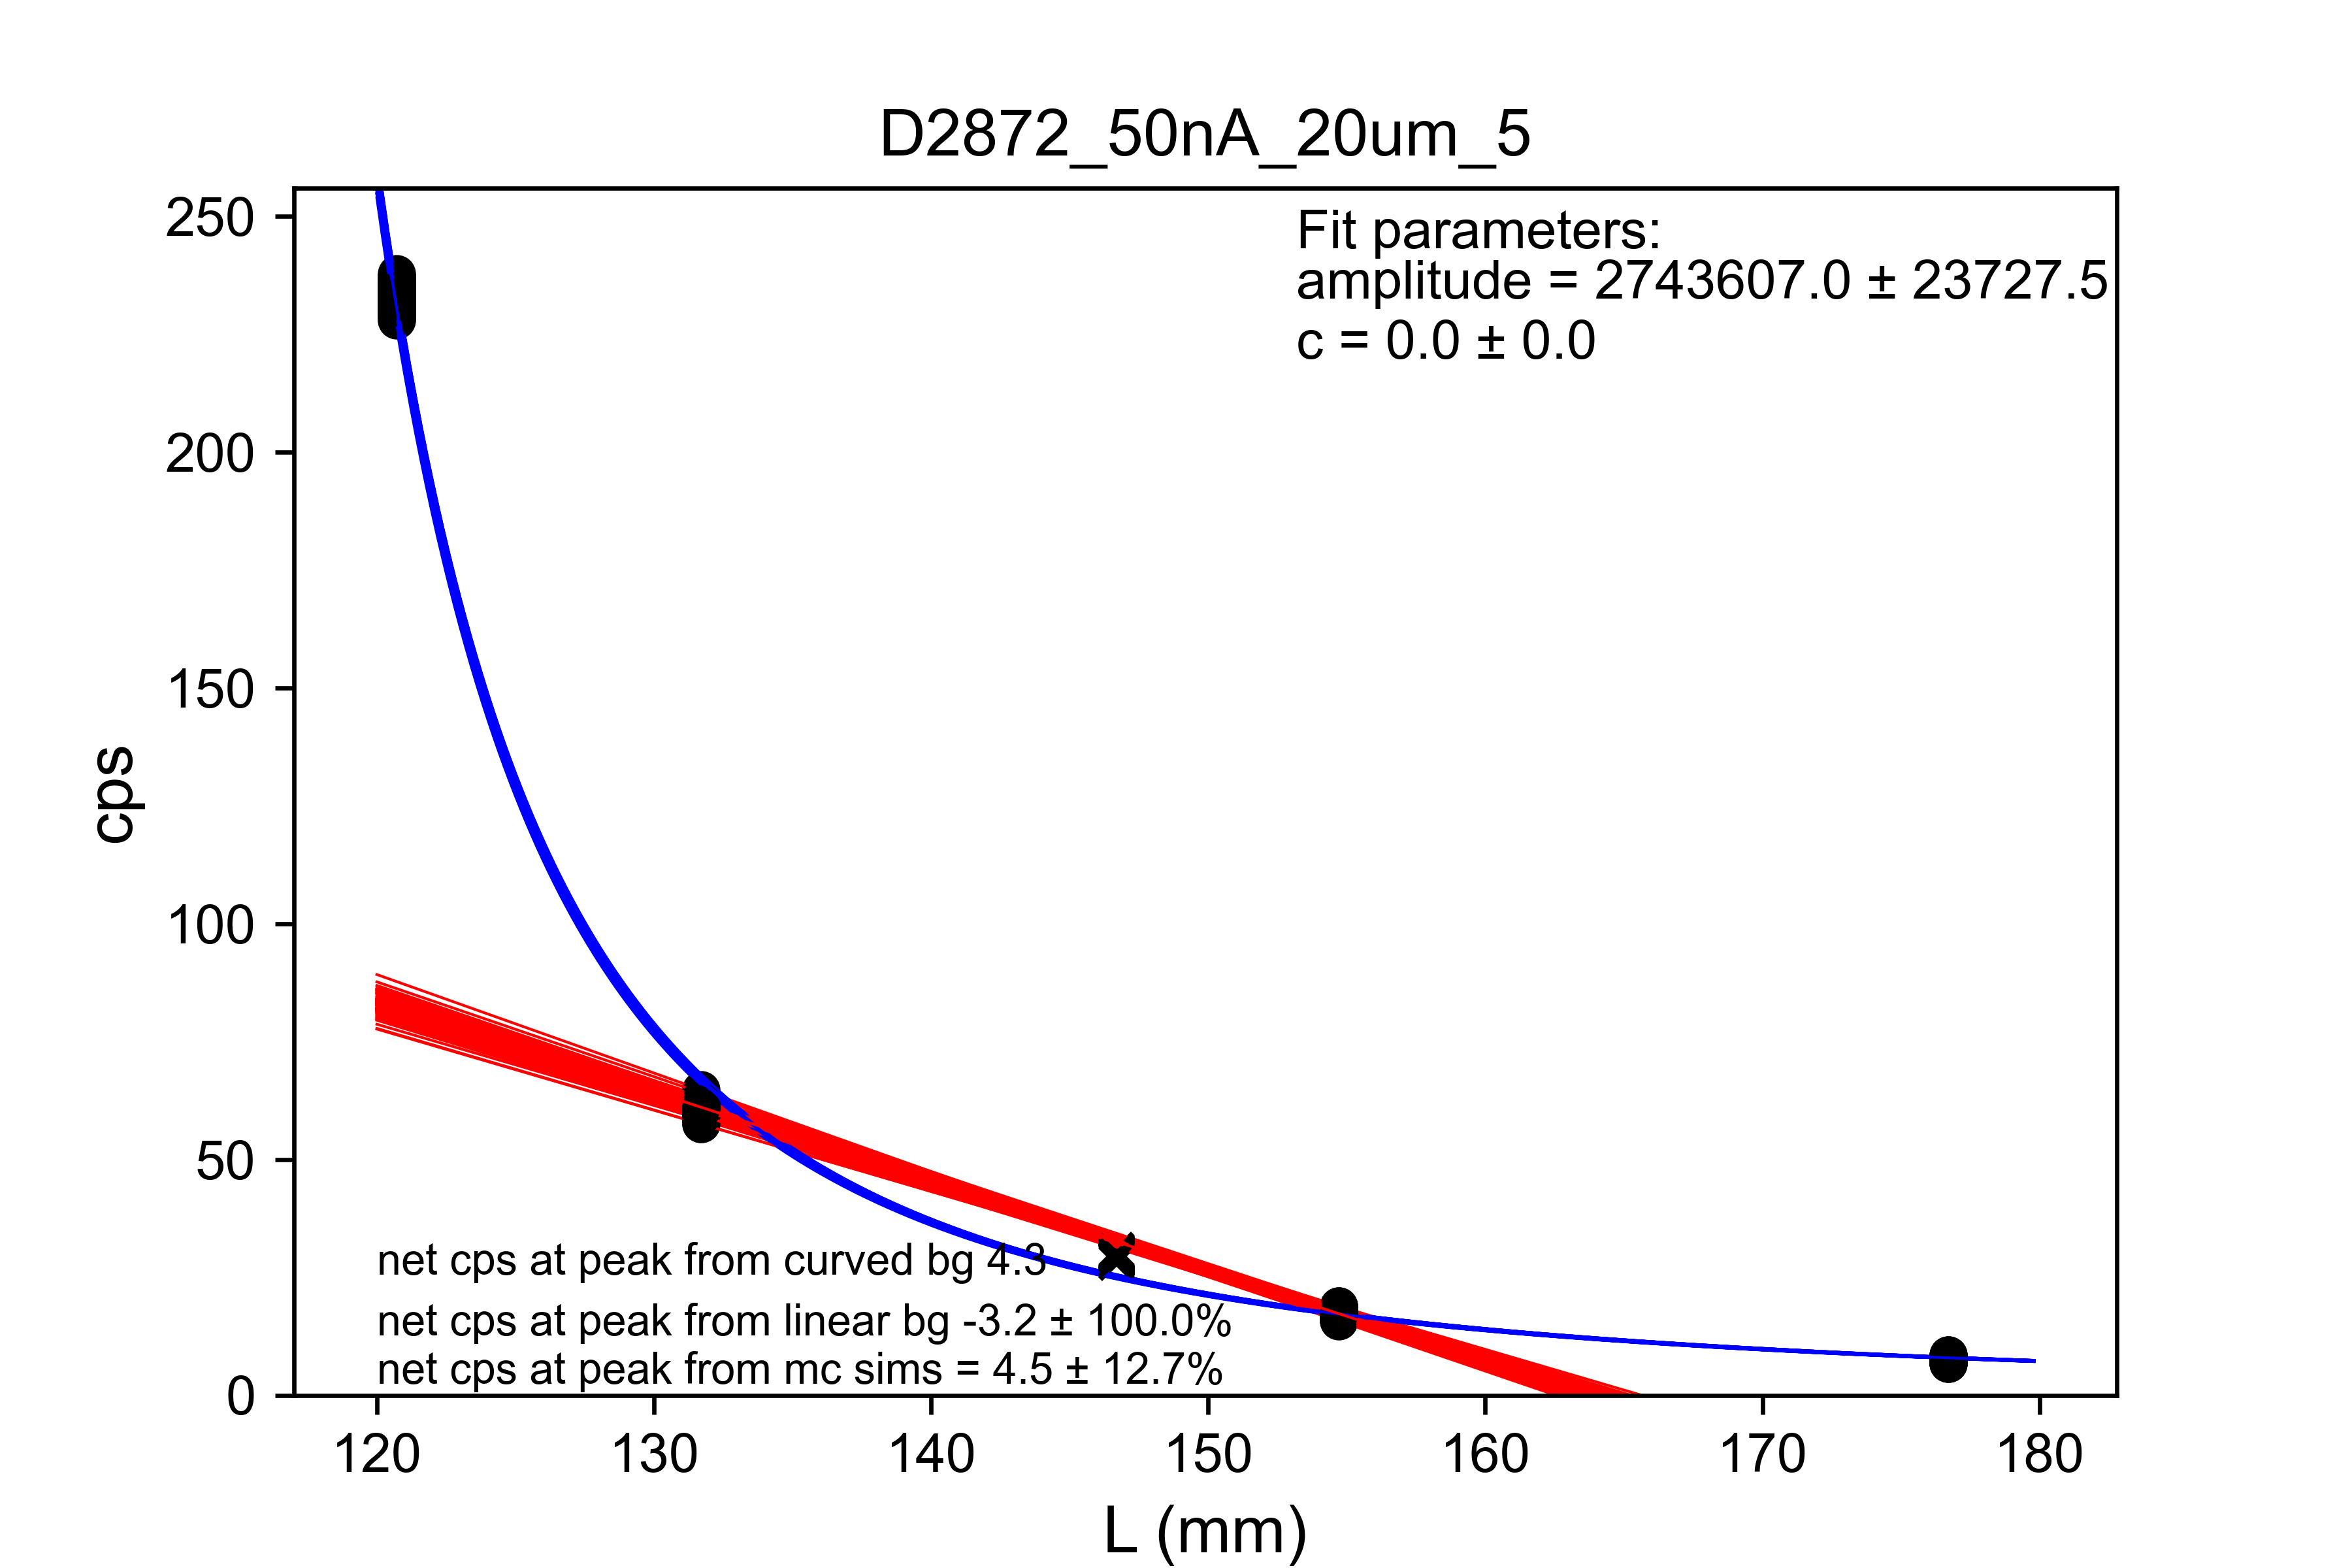 D2872_50nA_20um_5
Fit parameters:
amplitude = 2743607.0 ± 23727.5
c = 0.0 ± 0.0
250
200
150
100
50
0
cps
net cps at peak from curved bg 4.3
net cps at peak from linear bg -3.2 ± 100.0%
net cps at peak from mc sims = 4.5 ± 12.7%
120 130 140 150 160 170 180
L (mm)